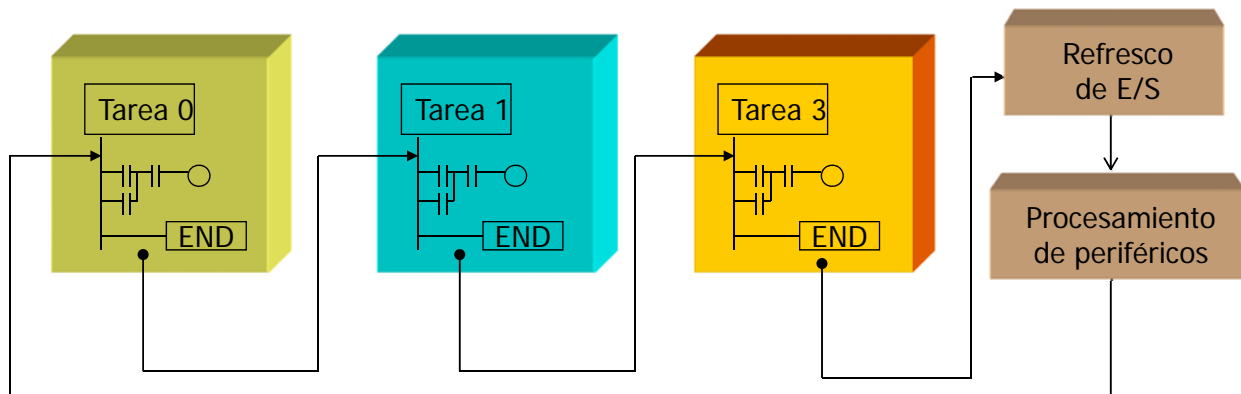 Tarea 0
END
Tarea 1
END
Tarea 3
END
Refresco
de E/S
Procesamiento
de periféricos